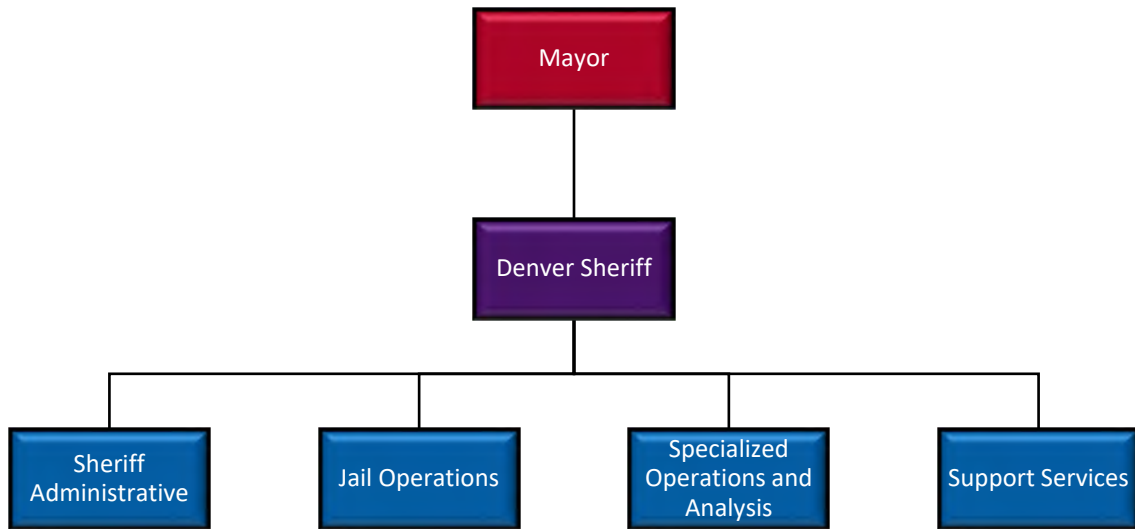 Mayor
Denver Sheriff
Sheriff
Administrative
Jail Operations
Specialized
Operations and
Analysis
Support Services